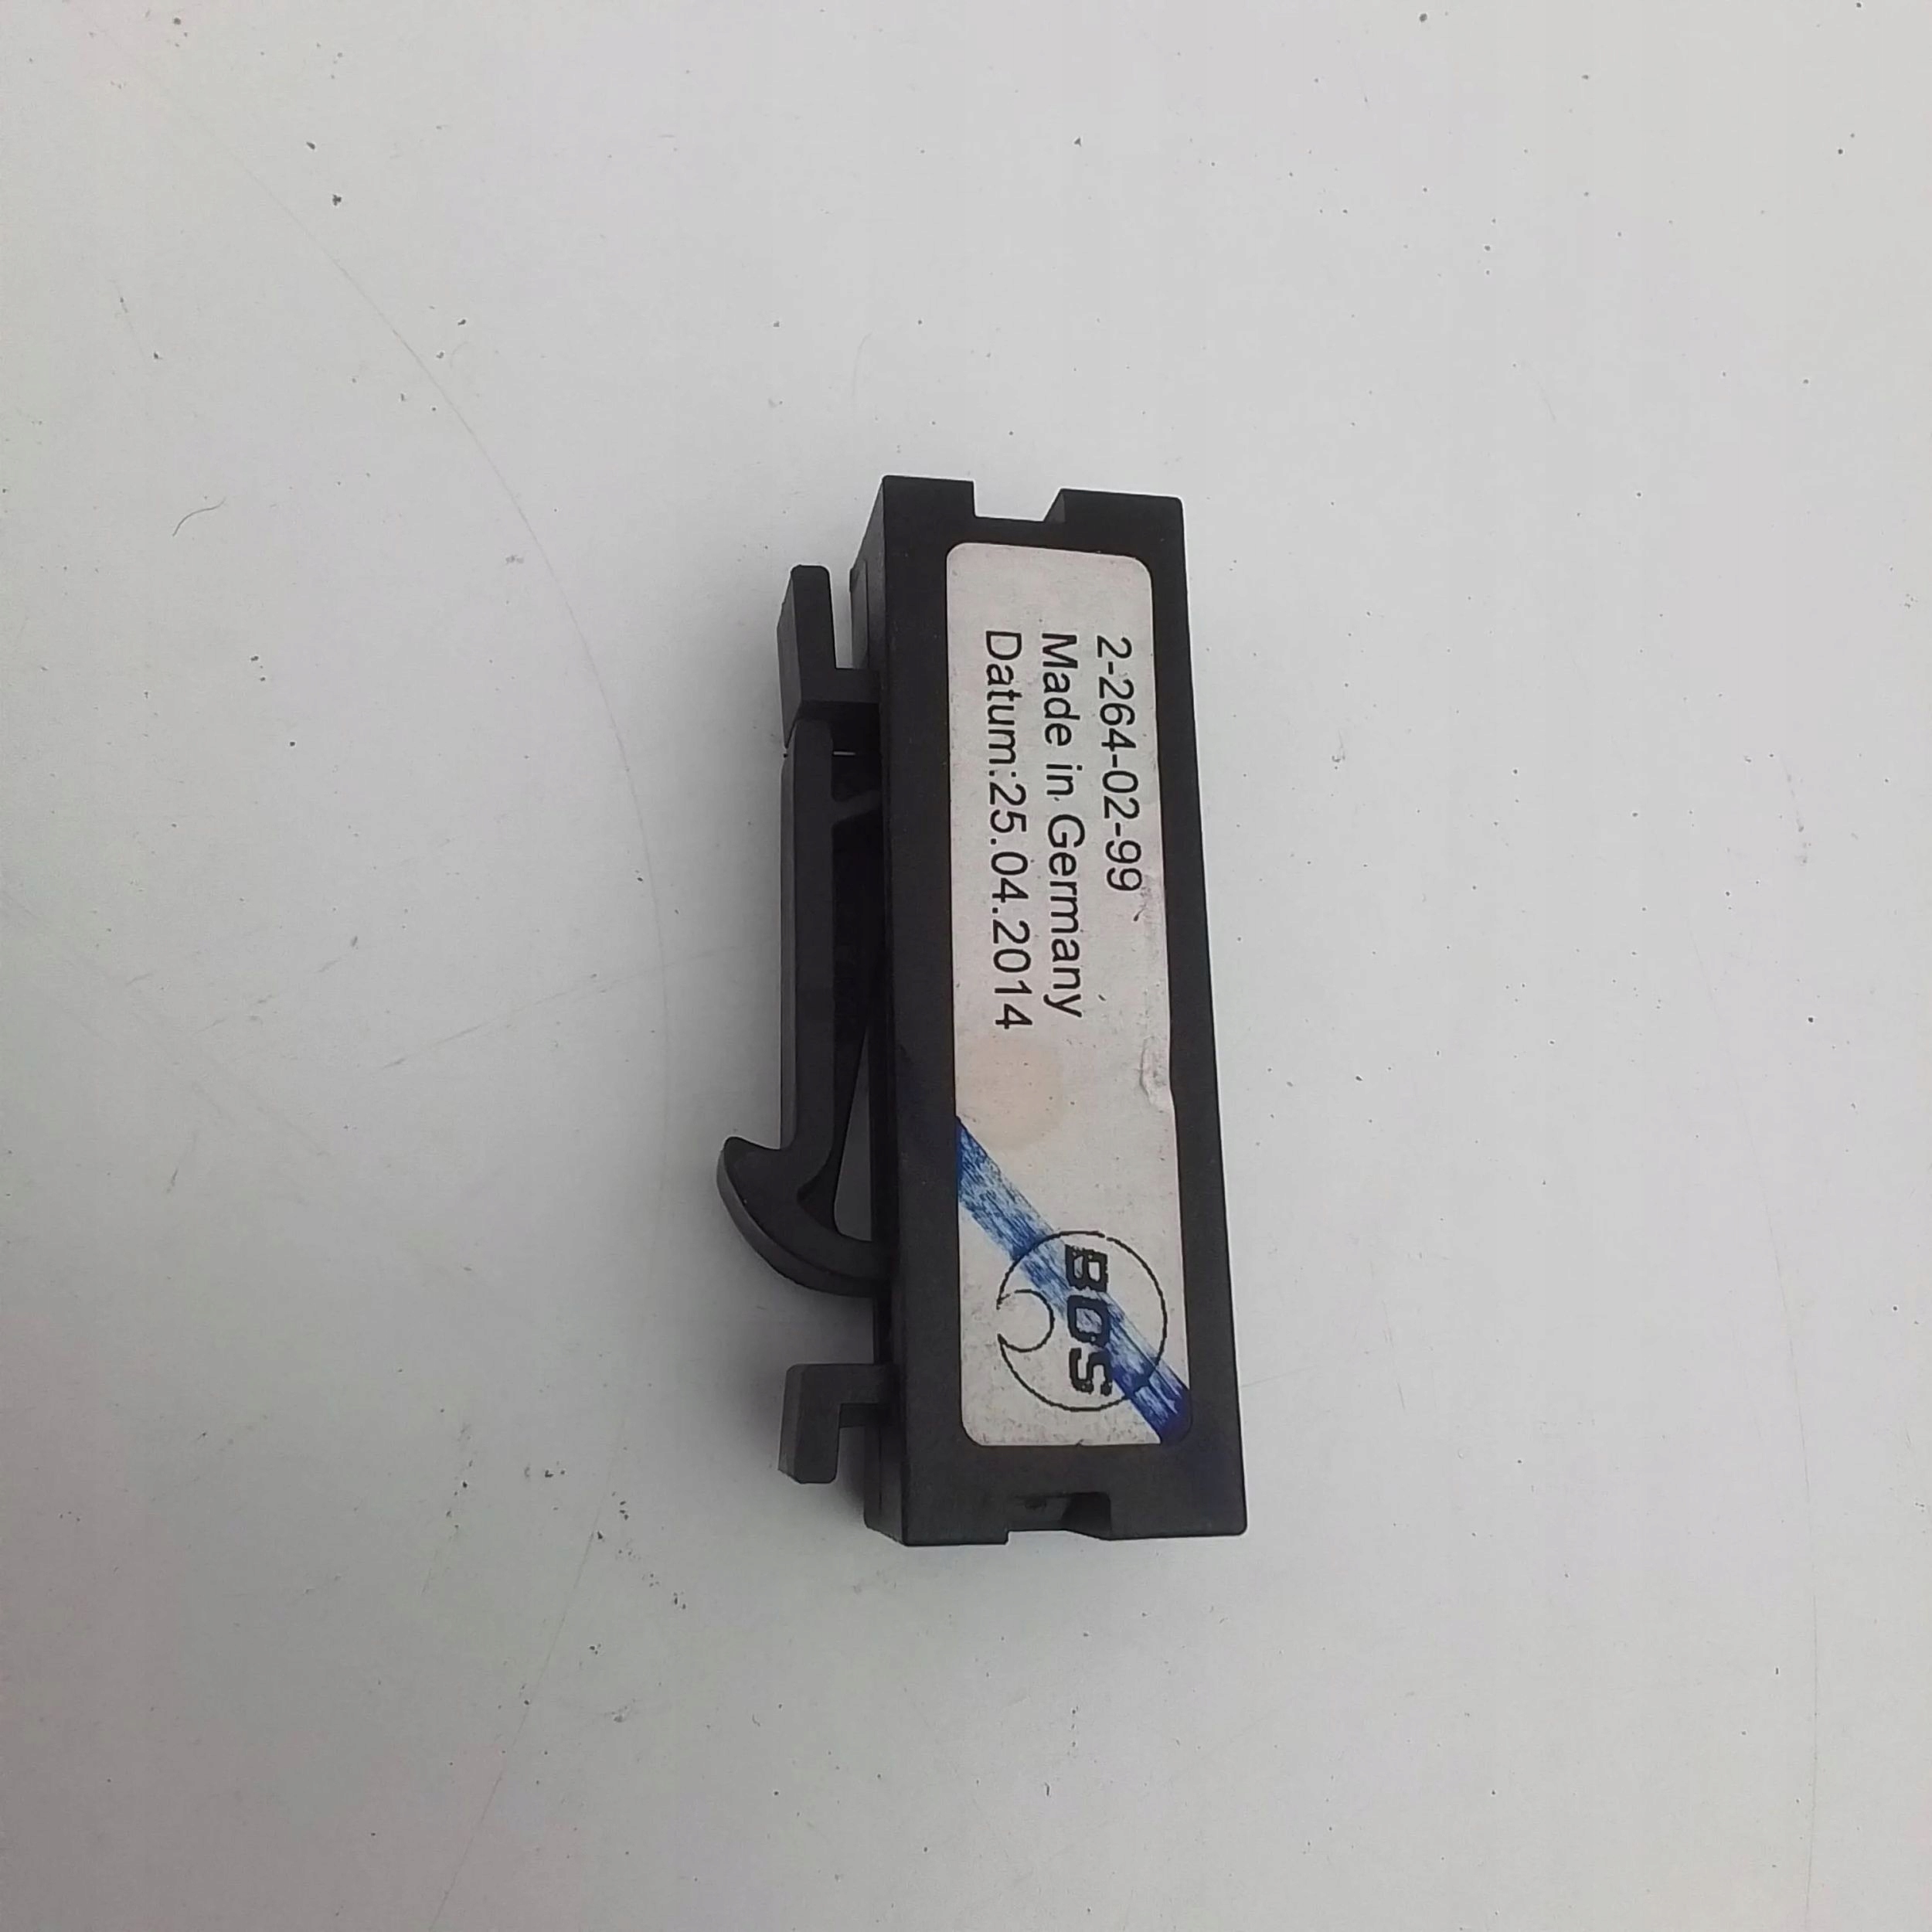 2-264-02-99
Made in Germany
Datum:25.04.2014
BOS